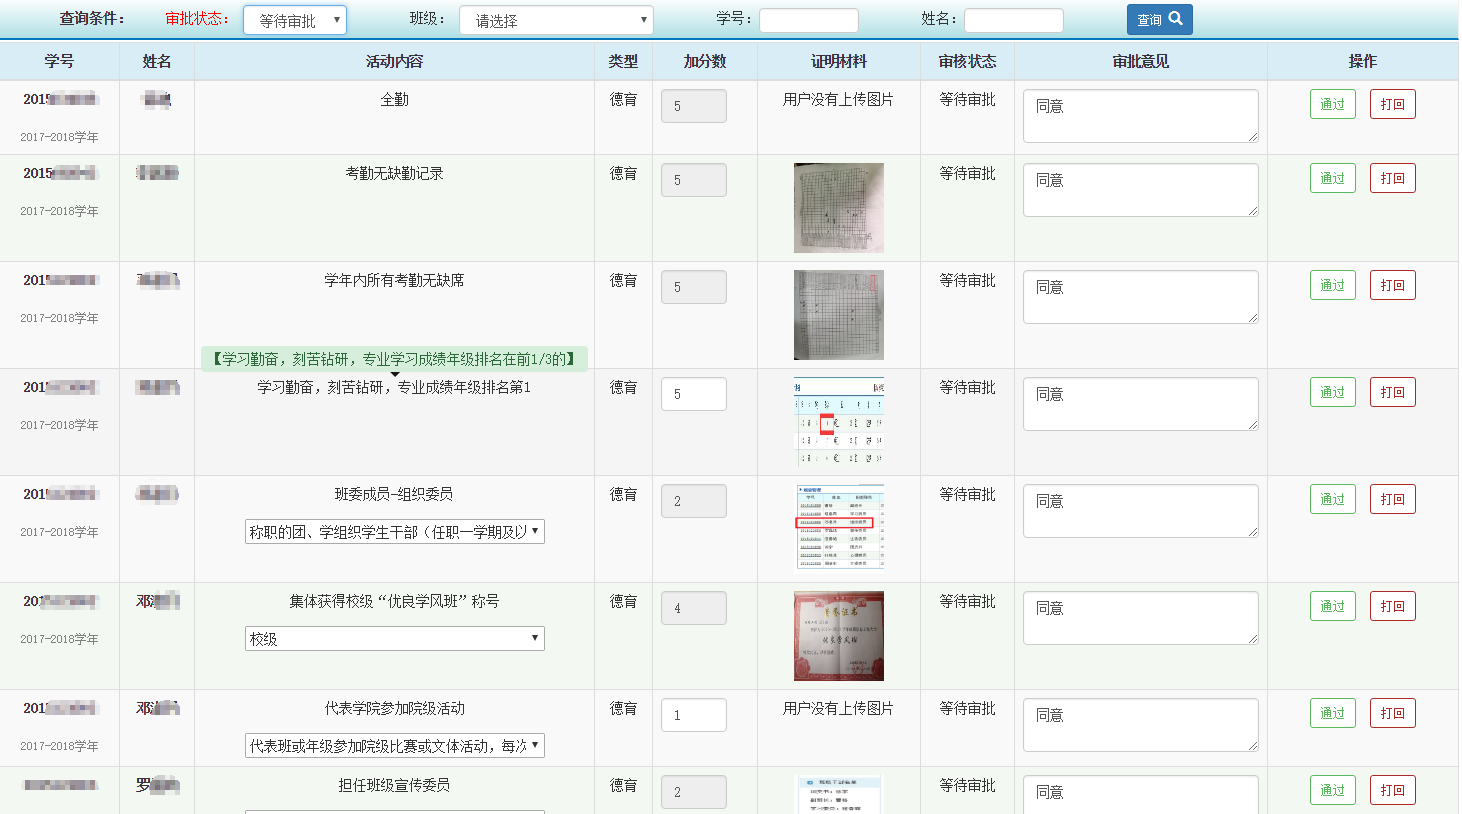 查询条件： 审批状态： 等待审批 班级： 请选择 学号： 姓名： 查询
学号 姓名 活动内容 类型 加分数 证明材料 审核状态 审批意见 操作
2015 全勤 德育 5 用户没有上传图片 等待审批 同意 通过 打回
2017-2018学年
2015 考勤无缺勤记录 德育 5 等待审批 同意 通过 打回
2017-2018学年
201 学年内所有考勤无缺席 德育 5 等待审批 同意 通过 打回
2017-2018学年
【学习勤奋，刻苦钻研，专业学习成绩年级排名在前1/3的】
201 学习勤奋，刻苦钻研，专业成绩年级排名第1 德育 5 等待审批 同意 通过 打回
2017-2018学年
201 班委成员-组织委员 德育 2 等待审批 同意 通过 打回
称职的团、学组织学生干部（任职一学期及以
2017-2018学年
201 邓 集体获得校级“优良学风班”称号 德育 4 等待审批 同意 通过 打回
校级
2017-2018学年
201 邓 代表学院参加院级活动 德育 1 用户没有上传图片 等待审批 同意 通过 打回
代表班或年级参加院级比赛或文体活动，每次
2017-2018学年
罗 担任班级宣传委员 德育 2 等待审批 同意 通过 打回